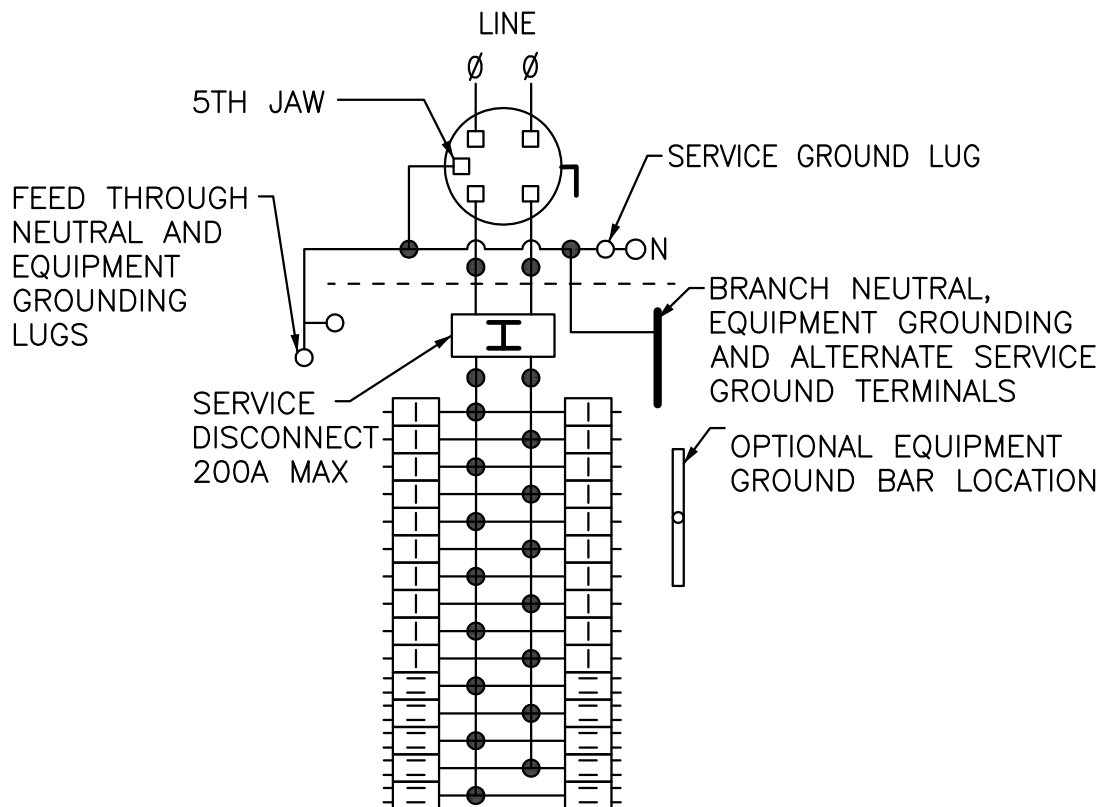 LINE
Ø Ø
5TH JAW
SERVICE GROUND LUG
FEED THROUGH
NEUTRAL AND
EQUIPMENT
GROUNDING
LUGS
N
BRANCH NEUTRAL,
EQUIPMENT GROUNDING
AND ALTERNATE SERVICE
GROUND TERMINALS
SERVICE
DISCONNECT
200A MAX
OPTIONAL EQUIPMENT
GROUND BAR LOCATION